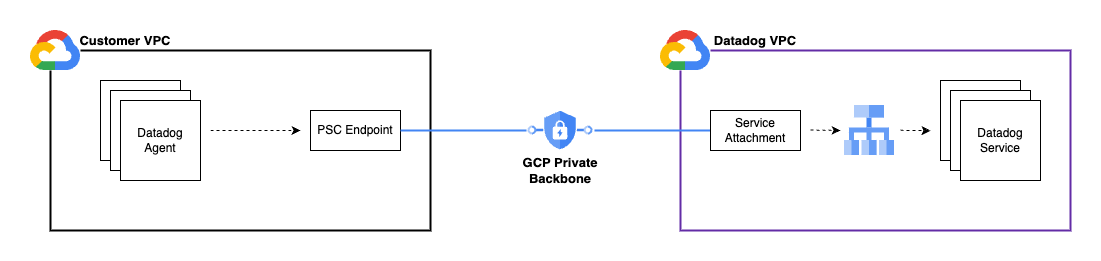 Customer VPC
Datadog
Agent
PSC Endpoint
GCP Private
Backbone
Datadog VPC
Service
Attachment
Datadog
Service